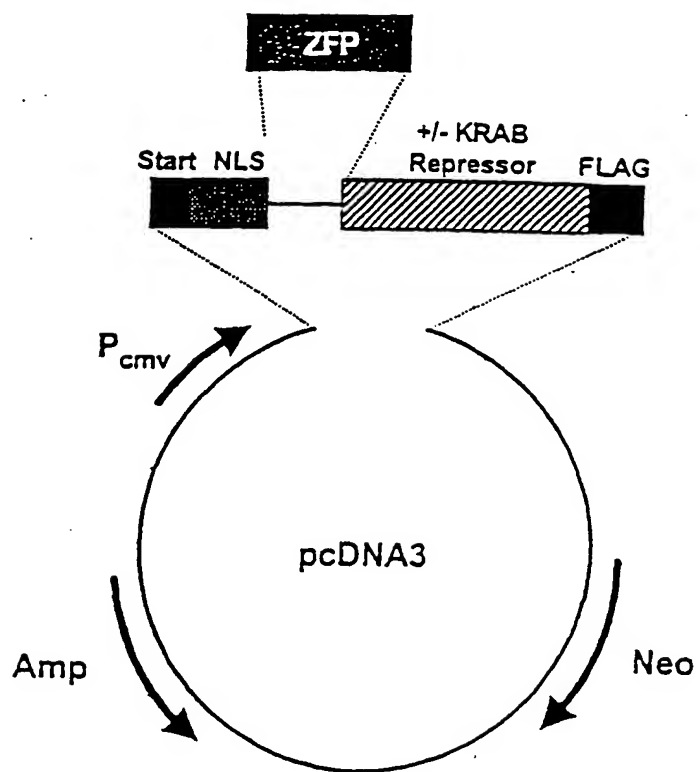 ZFP
+/- KRAB
Start NLS Repressor FLAG
Pcmv
pcDNA3
Amp
Neo